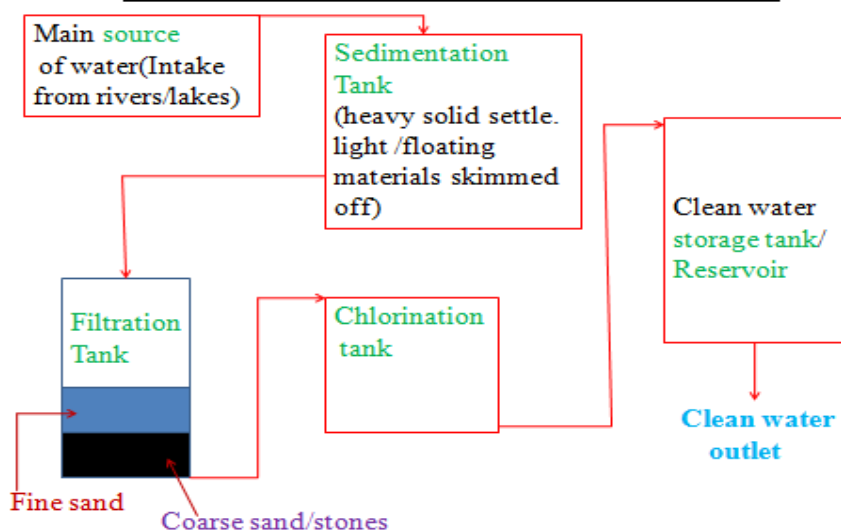 Main source
of water(Intake
from rivers/lakes)
Sedimentation
Tank
(heavy solid settle.
light /floating
materials skimmed
off)
Clean water
storage tank/
Reservoir
Filtration
Tank
Chlorination
tank
Clean water
outlet
Fine sand
Coarse sand/stones